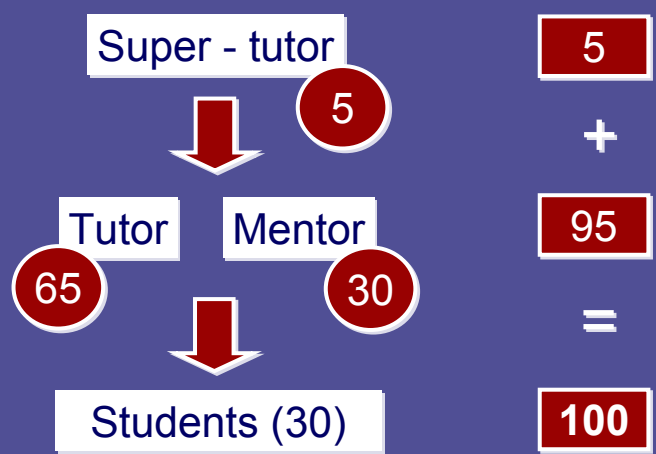 Super - tutor
5
5
+
Tutor
Mentor
95
65
30
=
Students (30)
100